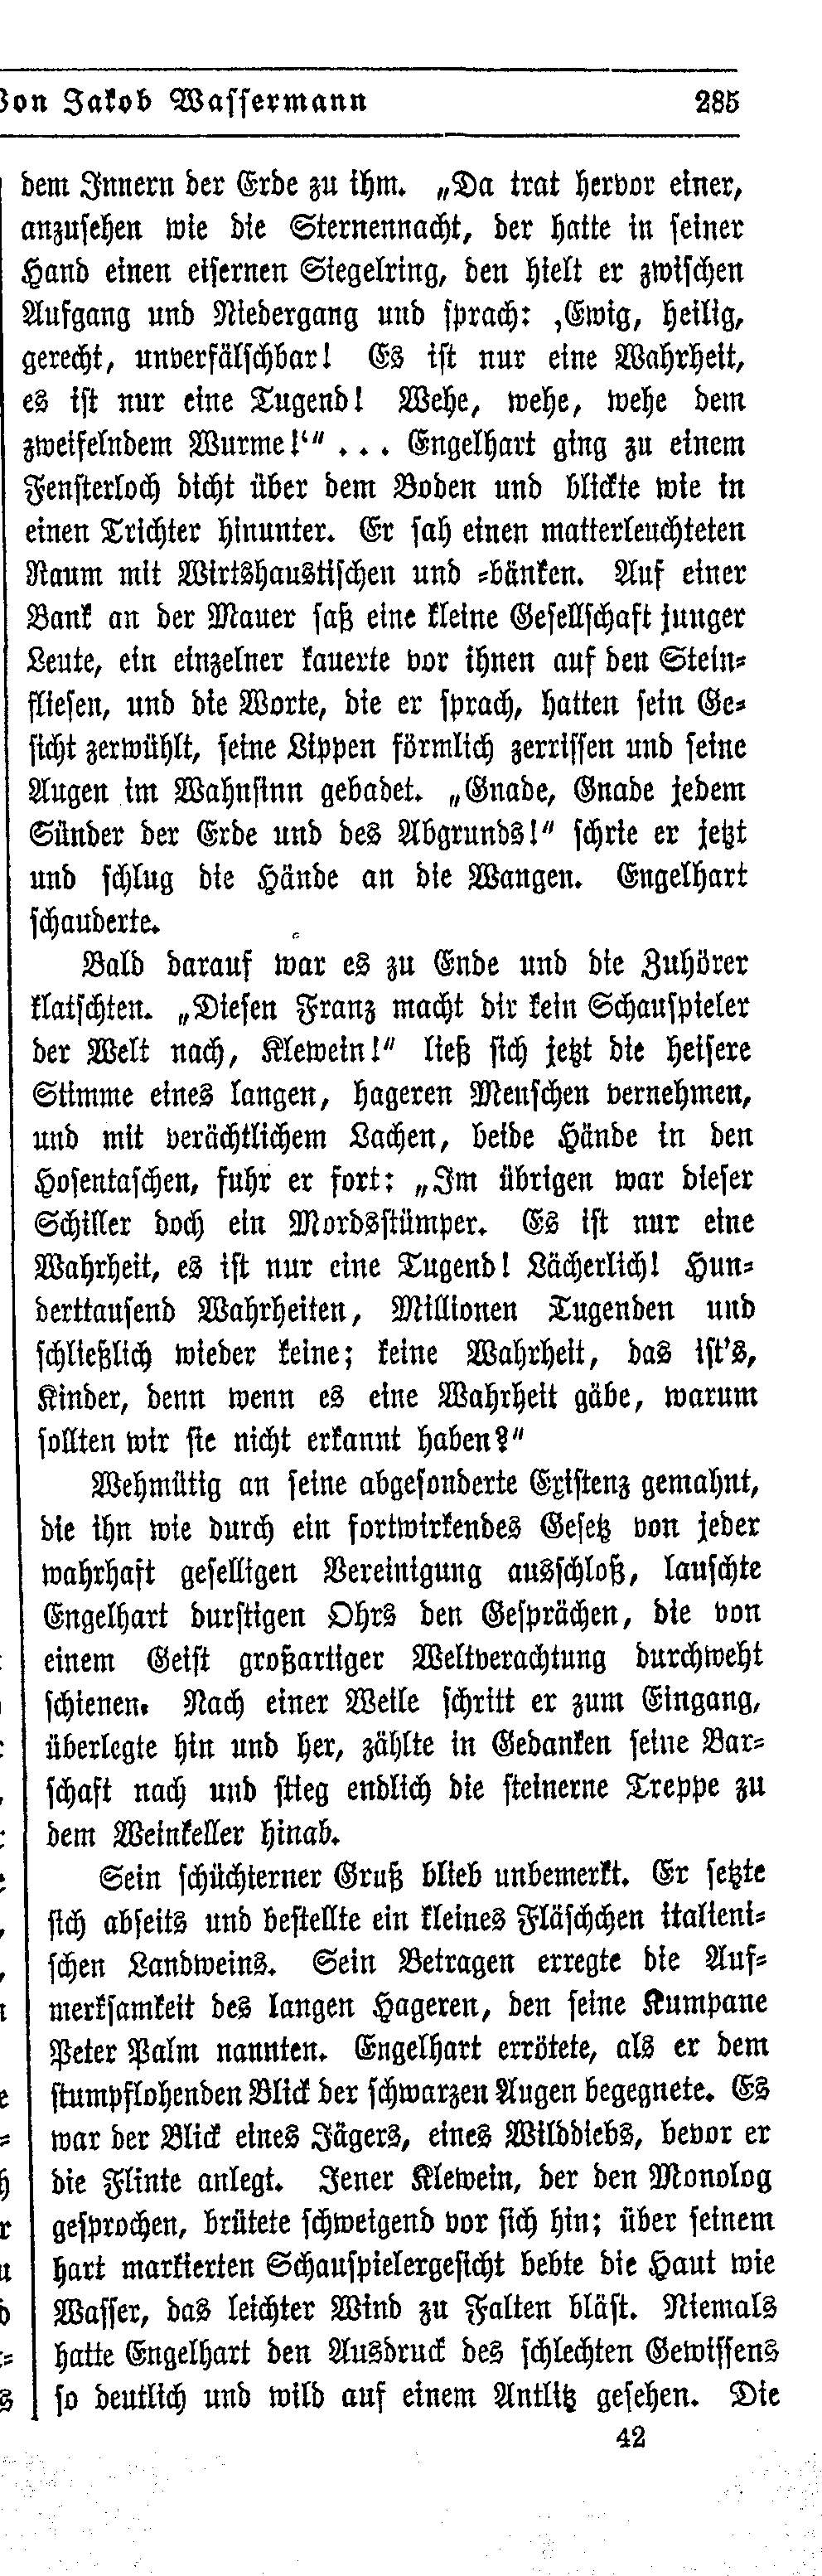 Von Jakob Wassermann 285
dem Innern der Erde zu ihm. „Da trat hervor einer,
anzusehen wie die Sternennacht, der hatte in seiner
Hand einen eisernen Siegelring, den hielt er zwischen
Aufgang und Niedergang und sprach: ‚Ewig, heilig,
gerecht, unverfälschbar! Es ist nur eine Wahrheit,
es ist nur eine Tugend! Wehe, wehe, wehe dem
zweifelndem Wurme!‘“ . . . Engelhart ging zu einem
Fensterloch dicht über dem Boden und blickte wie in
einen Trichter hinunter. Er sah einen matterleuchteten
Raum mit Wirtshaustischen und -bänken. Auf einer
Bank an der Mauer saß eine kleine Gesellschaft junger
Leute, ein einzelner kauerte vor ihnen auf den Stein-
fliesen, und die Worte, die er sprach, hatten sein Ge-
sicht zerwühlt, seine Lippen förmlich zerrissen und seine
Augen im Wahnsinn gebadet. „Gnade, Gnade jedem
Sünder der Erde und des Abgrunds!“ schrie er jetzt
und schlug die Hände an die Wangen. Engelhart
schauderte.
Bald darauf war es zu Ende und die Zuhörer
klatschten. „Diesen Franz macht dir kein Schauspieler
der Welt nach, Klewein!“ ließ sich jetzt die heisere
Stimme eines langen, hageren Menschen vernehmen,
und mit verächtlichem Lachen, beide Hände in den
Hosentaschen, fuhr er fort: „Im übrigen war dieser
Schiller doch ein Mordsstümper. Es ist nur eine
Wahrheit, es ist nur eine Tugend! Lächerlich! Hun-
derttausend Wahrheiten, Millionen Tugenden und
schließlich wieder keine; keine Wahrheit, das ist's,
Kinder, denn wenn es eine Wahrheit gäbe, warum
sollten wir sie nicht erkannt haben?“
Wehmütig an seine abgesonderte Existenz gemahnt,
die ihn wie durch ein fortwirkendes Gesetz von jeder
wahrhaft geselligen Vereinigung ausschloß, lauschte
Engelhart durstigen Ohrs den Gesprächen, die von
einem Geist großartiger Weltverachtung durchweht
schienen. Nach einer Weile schritt er zum Eingang,
überlegte hin und her, zählte in Gedanken seine Bar-
schaft nach und stieg endlich die steinerne Treppe zu
dem Weinkeller hinab.
Sein schüchterner Gruß blieb unbemerkt. Er setzte
sich abseits und bestellte ein kleines Fläschchen italieni-
schen Landweins. Sein Betragen erregte die Auf-
merksamkeit des langen Hageren, den seine Kumpane
Peter Palm nannten. Engelhart errötete, als er dem
stumpflohenden Blick der schwarzen Augen begegnete. Es
war der Blick eines Jägers, eines Wilddiebs, bevor er
die Flinte anlegt. Jener Klewein, der den Monolog
gesprochen, brütete schweigend vor sich hin; über seinem
hart markierten Schauspielergesicht bebte die Haut wie
Wasser, das leichter Wind zu Falten bläst. Niemals
hatte Engelhart den Ausdruck des schlechten Gewissens
so deutlich und wild auf einem Antlitz gesehen. Die
42